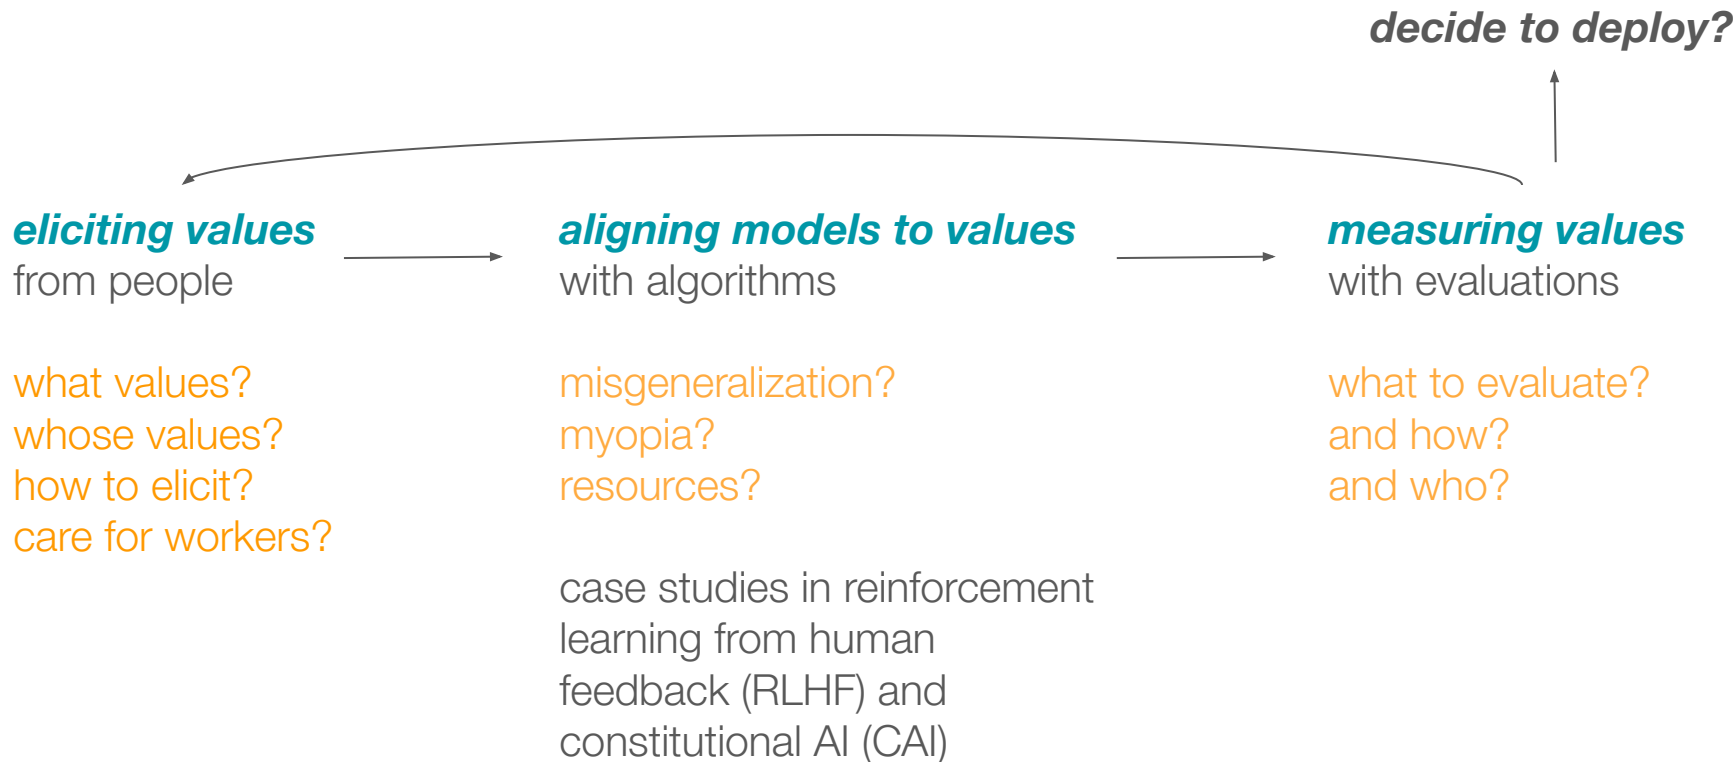 decide to deploy?
eliciting values
from people
what values?
whose values?
how to elicit?
care for workers?
aligning models to values
with algorithms
misgeneralization?
myopia?
resources?
case studies in reinforcement
learning from human
feedback (RLHF) and
constitutional AI (CAI)
measuring values
with evaluations
what to evaluate?
and how?
and who?